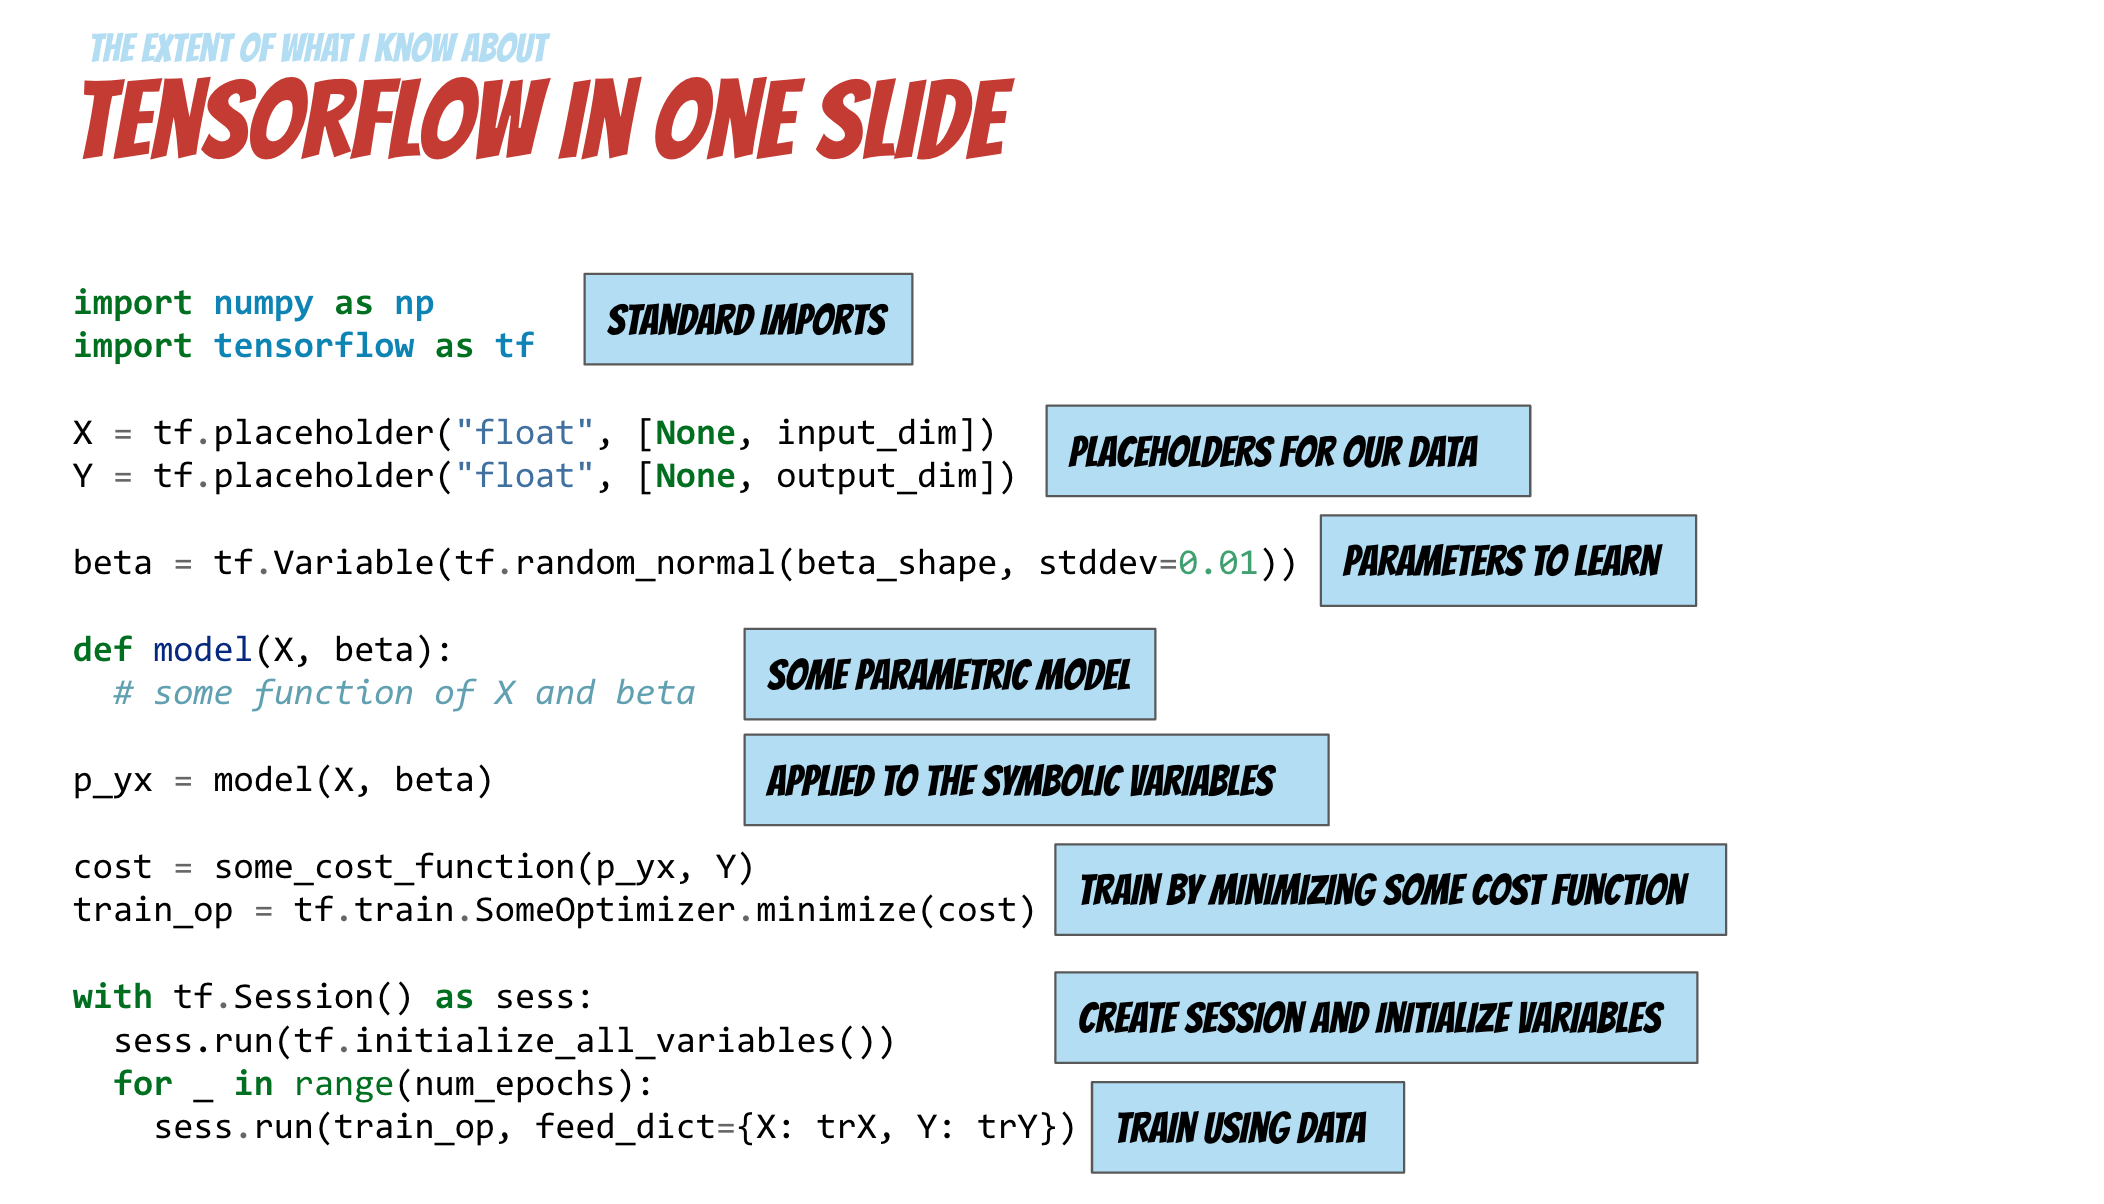 THE EXTENT OF WHAT I KNOW ABOUT
TENSORFLOW IN ONE SLIDE
import numpy as np
import tensorflow as tf
STANDARD IMPORTS
X = tf.placeholder("float", [None, input_dim])
Y = tf.placeholder("float", [None, output_dim])
PLACEHOLDERS FOR OUR DATA
beta = tf.Variable(tf.random_normal(beta_shape, stddev=0.01))
PARAMETERS TO LEARN
def model(X, beta):
  # some function of X and beta
SOME PARAMETRIC MODEL
p_yx = model(X, beta)
APPLIED TO THE SYMBOLIC VARIABLES
cost = some_cost_function(p_yx, Y)
train_op = tf.train.SomeOptimizer.minimize(cost)
TRAIN BY MINIMIZING SOME COST FUNCTION
with tf.Session() as sess:
  sess.run(tf.initialize_all_variables())
CREATE SESSION AND INITIALIZE VARIABLES
  for _ in range(num_epochs):
    sess.run(train_op, feed_dict={X: trX, Y: trY})
TRAIN USING DATA